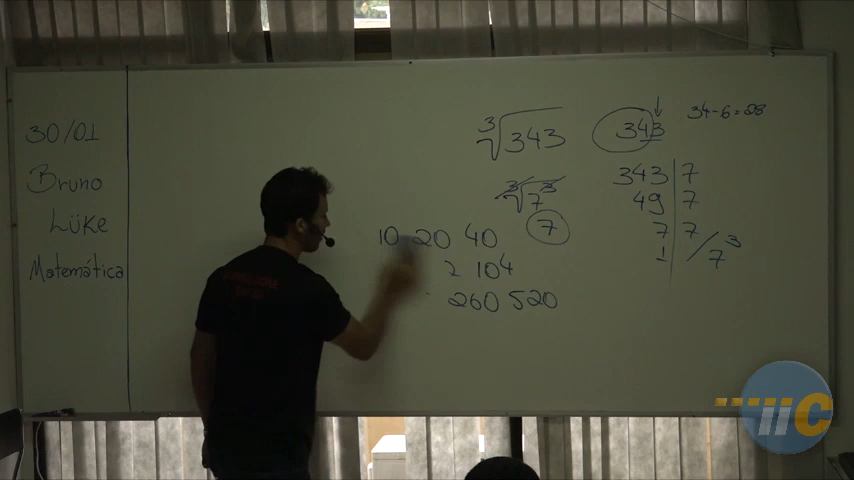 30/01
Bruno
Lüke
Matemática
∛343
∛7³
7
10 20 40
2 104
260 520
343
34-6=28
343 | 7
49 | 7
7 | 7
1 | 7³
iiC